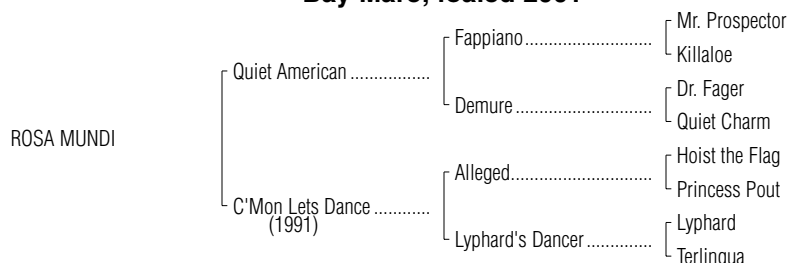 Bay Mare, foaled 2001
Mr. Prospector
Fappiano
Killaloe
Quiet American
Dr. Fager
Demure
Quiet Charm
ROSA MUNDI
Hoist the Flag
Alleged
Princess Pout
C'Mon Lets Dance
(1991)
Lyphard
Lyphard's Dancer
Terlingua